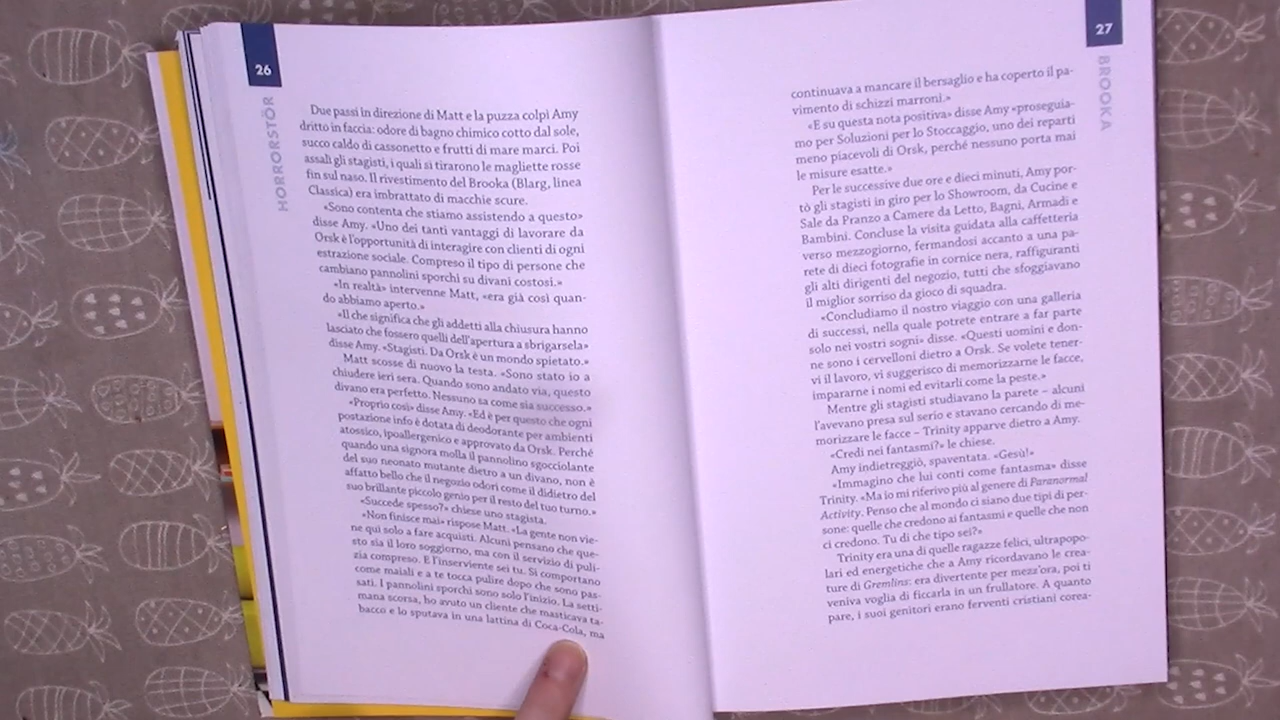 26
HORRORSTÖR
Due passi in direzione di Matt e la puzza colpì Amy
dritto in faccia: odore di bagno chimico cotto dal sole,
succo caldo di cassonetto e frutti di mare marci. Poi
assalì gli stagisti, i quali si tirarono le magliette rosse
fin sul naso. Il rivestimento del Brooka (Blarg, linea
Classica) era imbrattato di macchie scure.
«Sono contenta che stiamo assistendo a questo»
disse Amy. «Uno dei tanti vantaggi di lavorare da
Orsk è l'opportunità di interagire con clienti di ogni
estrazione sociale. Compreso il tipo di persone che
cambiano pannolini sporchi su divani costosi.»
«In realtà» intervenne Matt, «era già così quan-
do abbiamo aperto.»
«Il che significa che gli addetti alla chiusura hanno
lasciato che fossero quelli dell'apertura a sbrigarsela»
disse Amy. «Stagisti. Da Orsk è un mondo spietato.»
Matt scosse di nuovo la testa. «Sono stato io a
chiudere ieri sera. Quando sono andato via, questo
divano era perfetto. Nessuno sa come sia successo.»
«Proprio così» disse Amy. «Ed è per questo che ogni
postazione info è dotata di deodorante per ambienti
atossico, ipoallergenico e approvato da Orsk. Perché
quando una signora molla il pannolino sgocciolante
del suo neonato mutante dietro a un divano, non è
affatto bello che il negozio odori come il didietro del
suo brillante piccolo genio per il resto del tuo turno.»
«Succede spesso?» chiese uno stagista.
«Non finisce mai» rispose Matt. «La gente non vie-
ne qui solo a fare acquisti. Alcuni pensano che que-
sto sia il loro soggiorno, ma con il servizio di puli-
zia compreso. E l'inserviente sei tu. Si comportano
come maiali e a te tocca pulire dopo che sono pas-
sati. I pannolini sporchi sono solo l'inizio. La setti-
mana scorsa, ho avuto un cliente che masticava ta-
bacco e lo sputava in una lattina di Coca-Cola, ma
27
BROOKA
continuava a mancare il bersaglio e ha coperto il pa-
vimento di schizzi marroni.»
«E su questa nota positiva» disse Amy «prosegui­a-
mo per Soluzioni per lo Stoccaggio, uno dei reparti
meno piacevoli di Orsk, perché nessuno porta mai
le misure esatte.»
Per le successive due ore e dieci minuti, Amy por-
tò gli stagisti in giro per lo Showroom, da Cucine e
Sale da Pranzo a Camere da Letto, Bagni, Armadi e
Bambini. Concluse la visita guidata alla caffetteria
verso mezzogiorno, fermandosi accanto a una pa-
rete di dieci fotografie in cornice nera, raffiguranti
gli alti dirigenti del negozio, tutti che sfoggiavano
il miglior sorriso da gioco di squadra.
«Concludiamo il nostro viaggio con una galleria
di successi, nella quale potrete entrare a far parte
solo nei vostri sogni» disse. «Questi uomini e don-
ne sono i cervelloni dietro a Orsk. Se volete tener-
vi il lavoro, vi suggerisco di memorizzarne le facce,
impararne i nomi ed evitarli come la peste.»
Mentre gli stagisti studiavano la parete – alcuni
l'avevano presa sul serio e stavano cercando di me-
morizzare le facce – Trinity apparve dietro a Amy.
«Credi nei fantasmi?» le chiese.
Amy indietreggiò, spaventata. «Gesù!»
«Immagino che lui conti come fantasma» disse
Trinity. «Ma io mi riferivo più al genere di Paranormal
Activity. Penso che al mondo ci siano due tipi di per-
sone: quelle che credono ai fantasmi e quelle che non
ci credono. Tu di che tipo sei?»
Trinity era una di quelle ragazze felici, ultrapopo-
lari ed energetiche che a Amy ricordavano le crea-
ture di Gremlins: era divertente per mezz'ora, poi ti
veniva voglia di ficcarla in un frullatore. A quanto
pare, i suoi genitori erano ferventi cristiani corea-